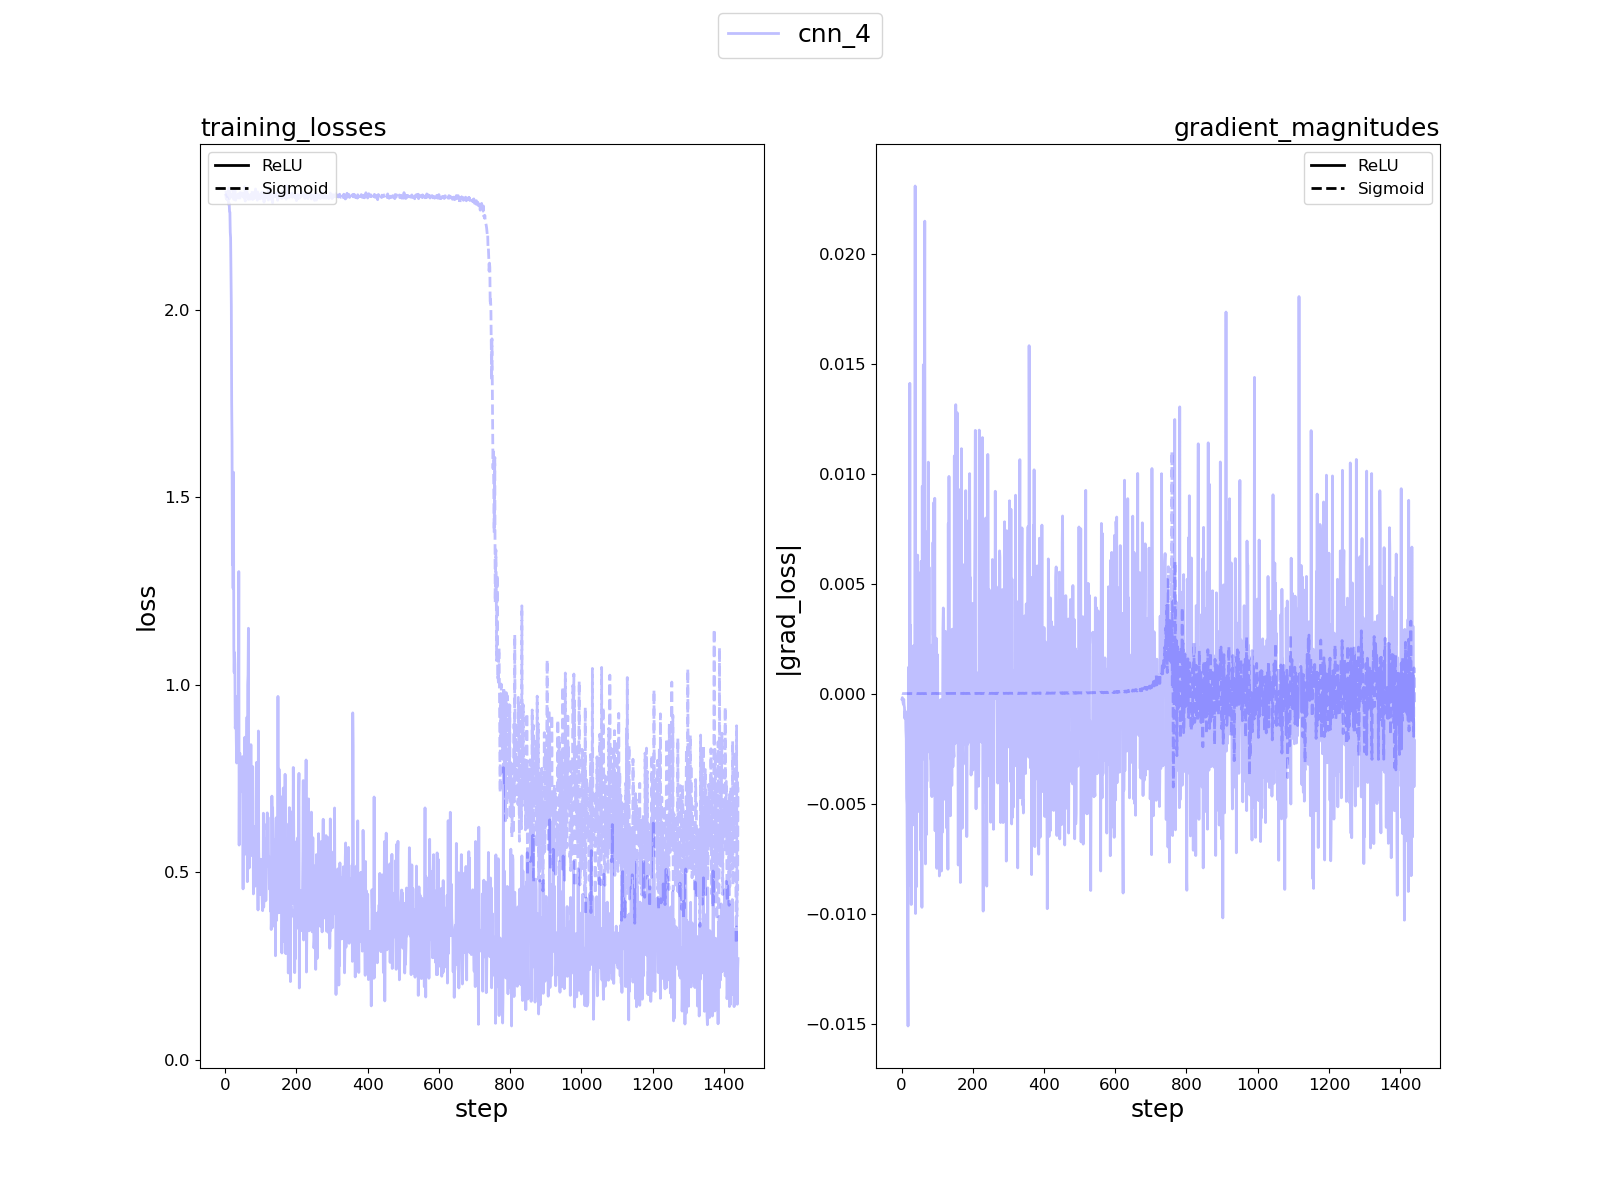 cnn_4
training_losses
ReLU
Sigmoid
loss
2.0
1.5
1.0
0.5
0.0
0 200 400 600 800 1000 1200 1400
step
gradient_magnitudes
ReLU
Sigmoid
|grad_loss|
0.020
0.015
0.010
0.005
0.000
−0.005
−0.010
−0.015
0 200 400 600 800 1000 1200 1400
step